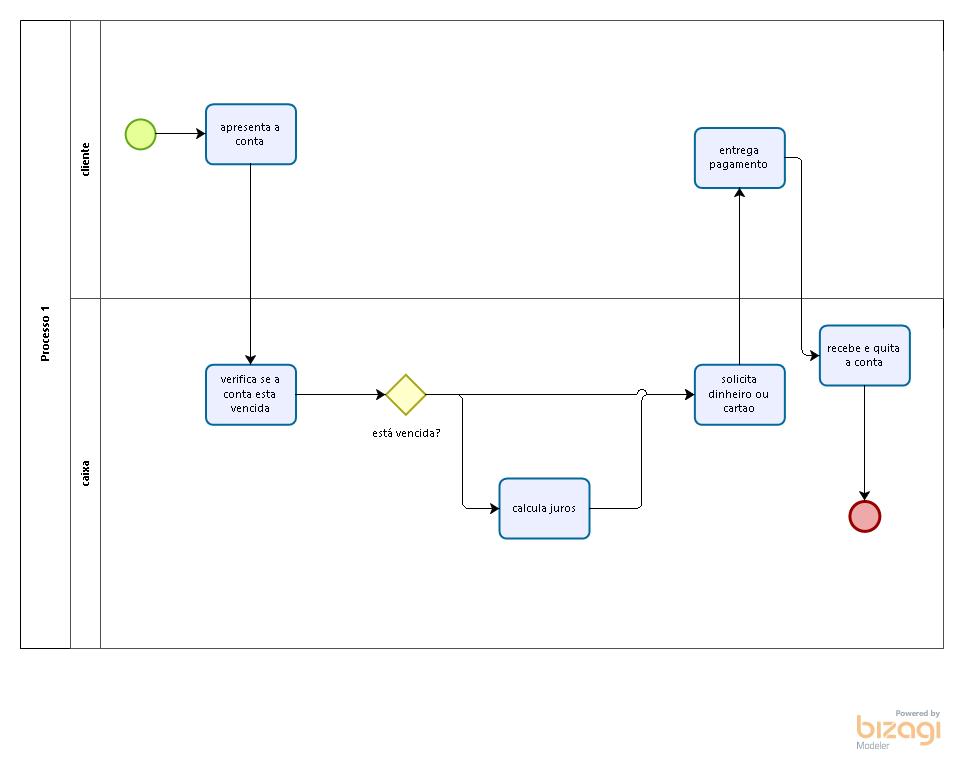 Processo 1
cliente
apresenta a
conta
entrega
pagamento
caixa
verifica se a
conta esta
vencida
está vencida?
calcula juros
solicita
dinheiro ou
cartao
recebe e quita
a conta
Powered by
bizagi
Modeler